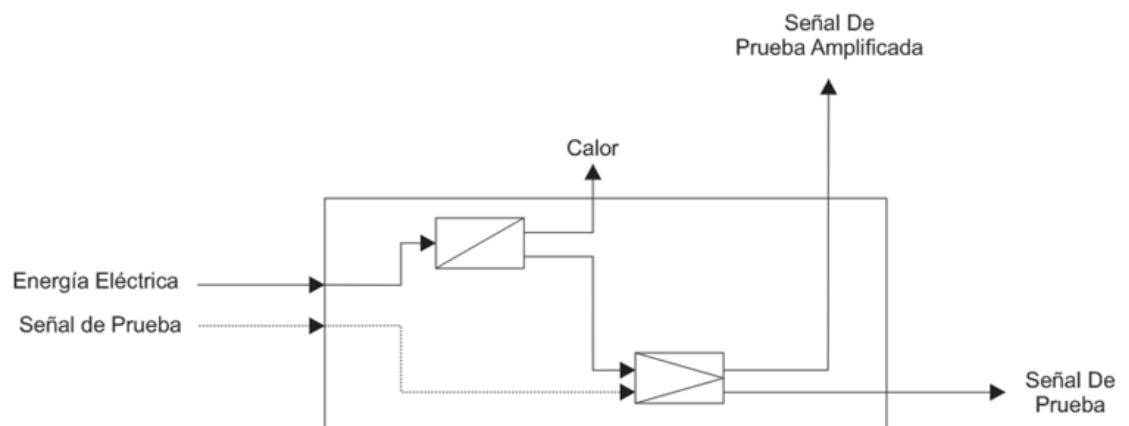 Señal De
Prueba Amplificada
Calor
Energía Eléctrica
Señal de Prueba
Señal De
Prueba